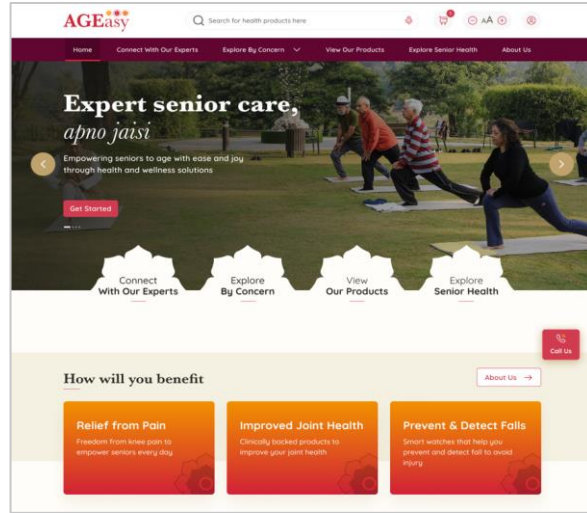 AGEasy
Search for health products here
0
AA
Home
Connect With Our Experts
Explore By Concern
View Our Products
Explore Senior Health
About Us
Expert senior care,
apno jaisi
Empowering seniors to age with ease and joy
through health and wellness solutions
Get Started
Connect
With Our Experts
Explore
By Concern
View
Our Products
Explore
Senior Health
Call Us
How will you benefit
About Us →
Relief from Pain
Freedom from knee pain to
empower seniors every day
Improved Joint Health
Clinically backed products to
improve your joint health
Prevent & Detect Falls
Smart watches that help you
prevent and detect fall to avoid
injury